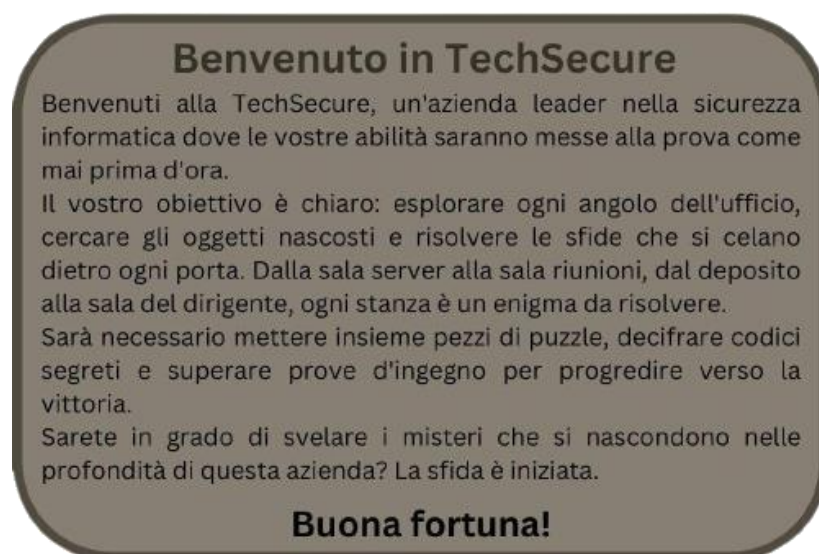 Benvenuto in TechSecure
Benvenuti alla TechSecure, un'azienda leader nella sicurezza
informatica dove le vostre abilità saranno messe alla prova come
mai prima d'ora.
Il vostro obiettivo è chiaro: esplorare ogni angolo dell'ufficio,
cercare gli oggetti nascosti e risolvere le sfide che si celano
dietro ogni porta. Dalla sala server alla sala riunioni, dal deposito
alla sala del dirigente, ogni stanza è un enigma da risolvere.
Sarà necessario mettere insieme pezzi di puzzle, decifrare codici
segreti e superare prove d'ingegno per progredire verso la
vittoria.
Sarete in grado di svelare i misteri che si nascondono nelle
profondità di questa azienda? La sfida è iniziata.
Buona fortuna!